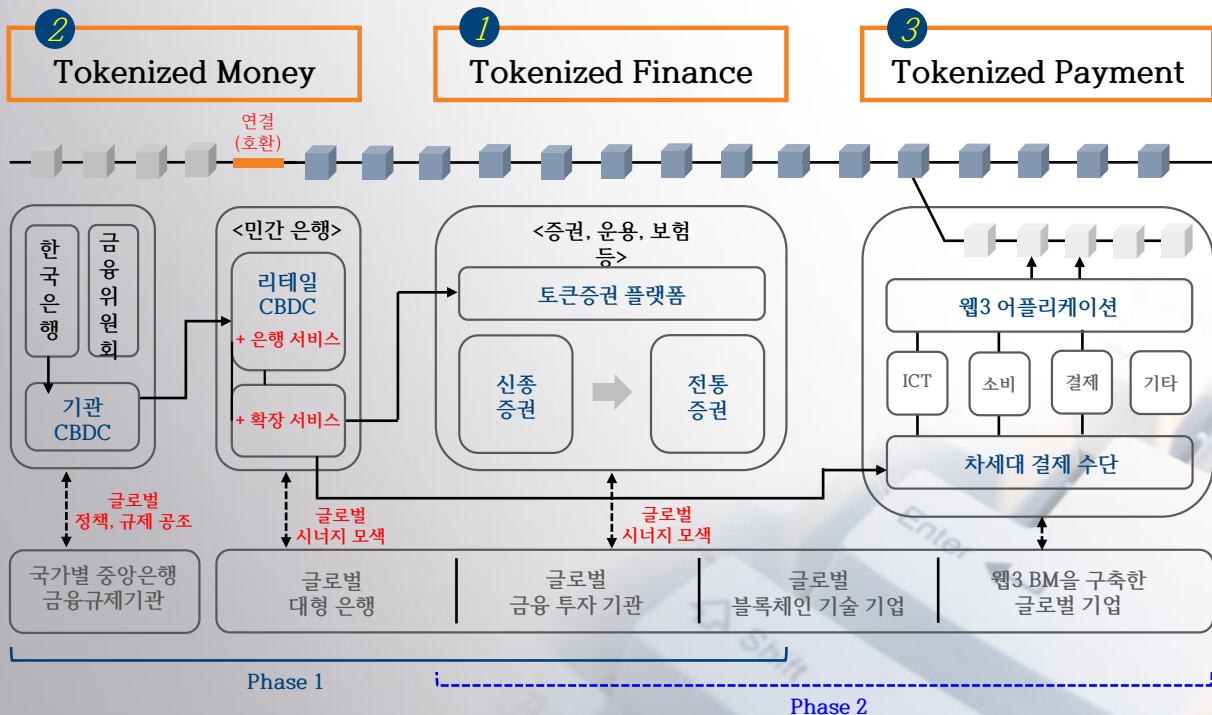 2
Tokenized Money
1
Tokenized Finance
3
Tokenized Payment
연결
(호환)
한국은행
금융위원회
기관
CBDC
<민간 은행>
리테일
CBDC
+ 은행 서비스
+ 확장 서비스
<증권, 운용, 보험
등>
토큰증권 플랫폼
신종
증권
전통
증권
웹3 어플리케이션
ICT
소비
결제
기타
차세대 결제 수단
글로벌
정책, 규제 공조
글로벌
시너지 모색
글로벌
시너지 모색
국가별 중앙은행
금융규제기관
글로벌
대형 은행
글로벌
금융 투자 기관
글로벌
블록체인 기술 기업
웹3 BM을 구축한
글로벌 기업
Enter
Shift
Phase 1
Phase 2